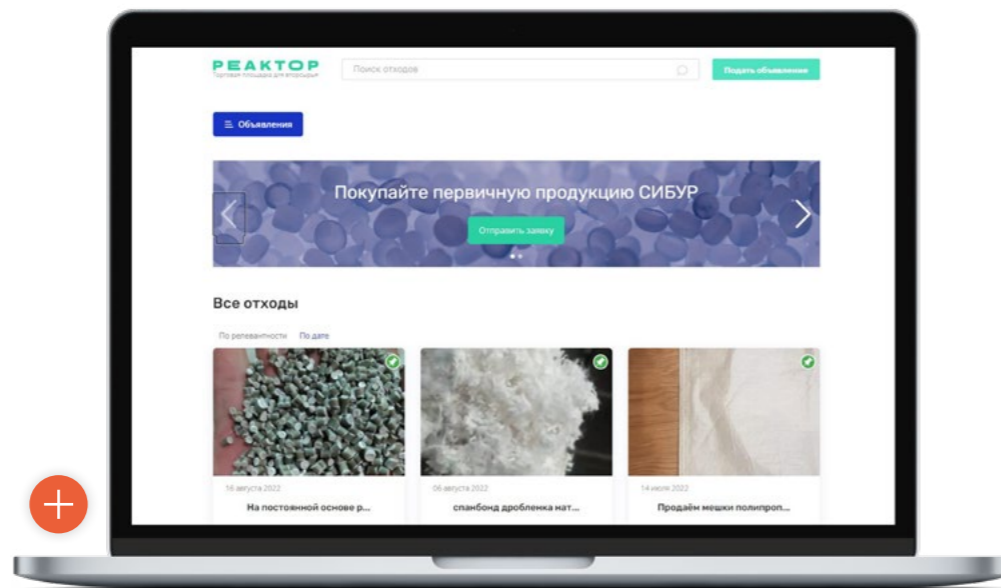 РЕАКТОР
Торговая площадка для вторсырья
Поиск отходов
Подать объявление
Объявления
Покупайте первичную продукцию СИБУР
Отправить заявку
Все отходы
По релевантности По дате
16 августа 2022
На постоянной основе р...
06 августа 2022
спанбонд дробленка нат...
14 июля 2022
Продаём мешки полипроп...